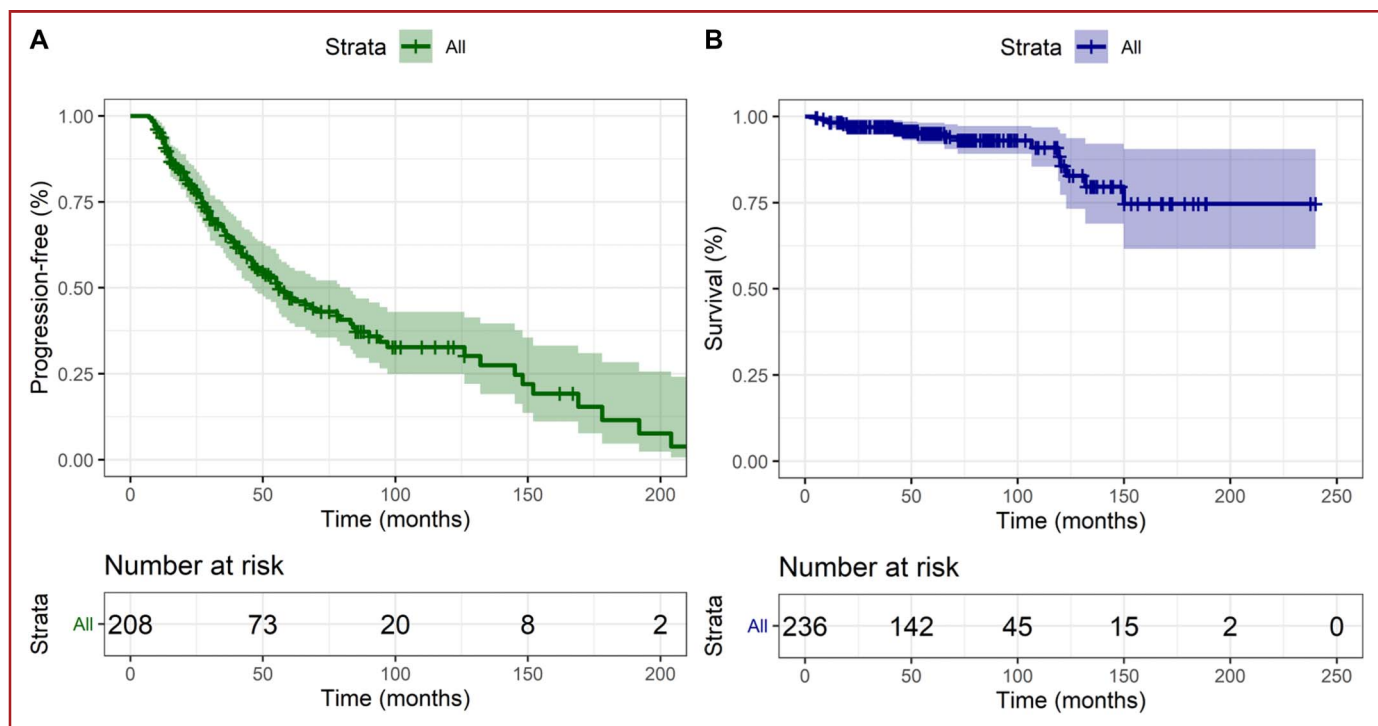 A
Strata All
Progression-free (%)
1.00
0.75
0.50
0.25
0.00
0 50 100 150 200
Time (months)
Number at risk
Strata
All 208 73 20 8 2
0 50 100 150 200
Time (months)
B
Strata All
Survival (%)
1.00
0.75
0.50
0.25
0.00
0 50 100 150 200 250
Time (months)
Number at risk
Strata
All 236 142 45 15 2 0
0 50 100 150 200 250
Time (months)